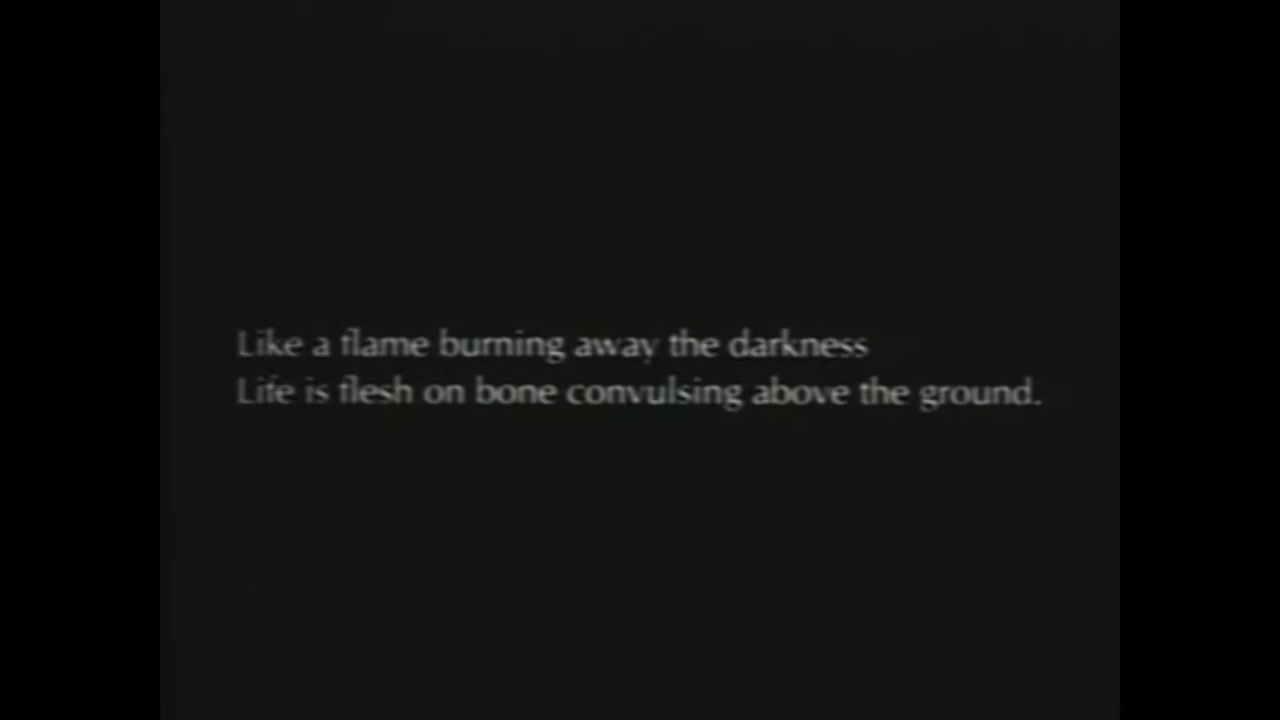 Like a flame burning away the darkness
Life is flesh on bone convulsing above the ground.